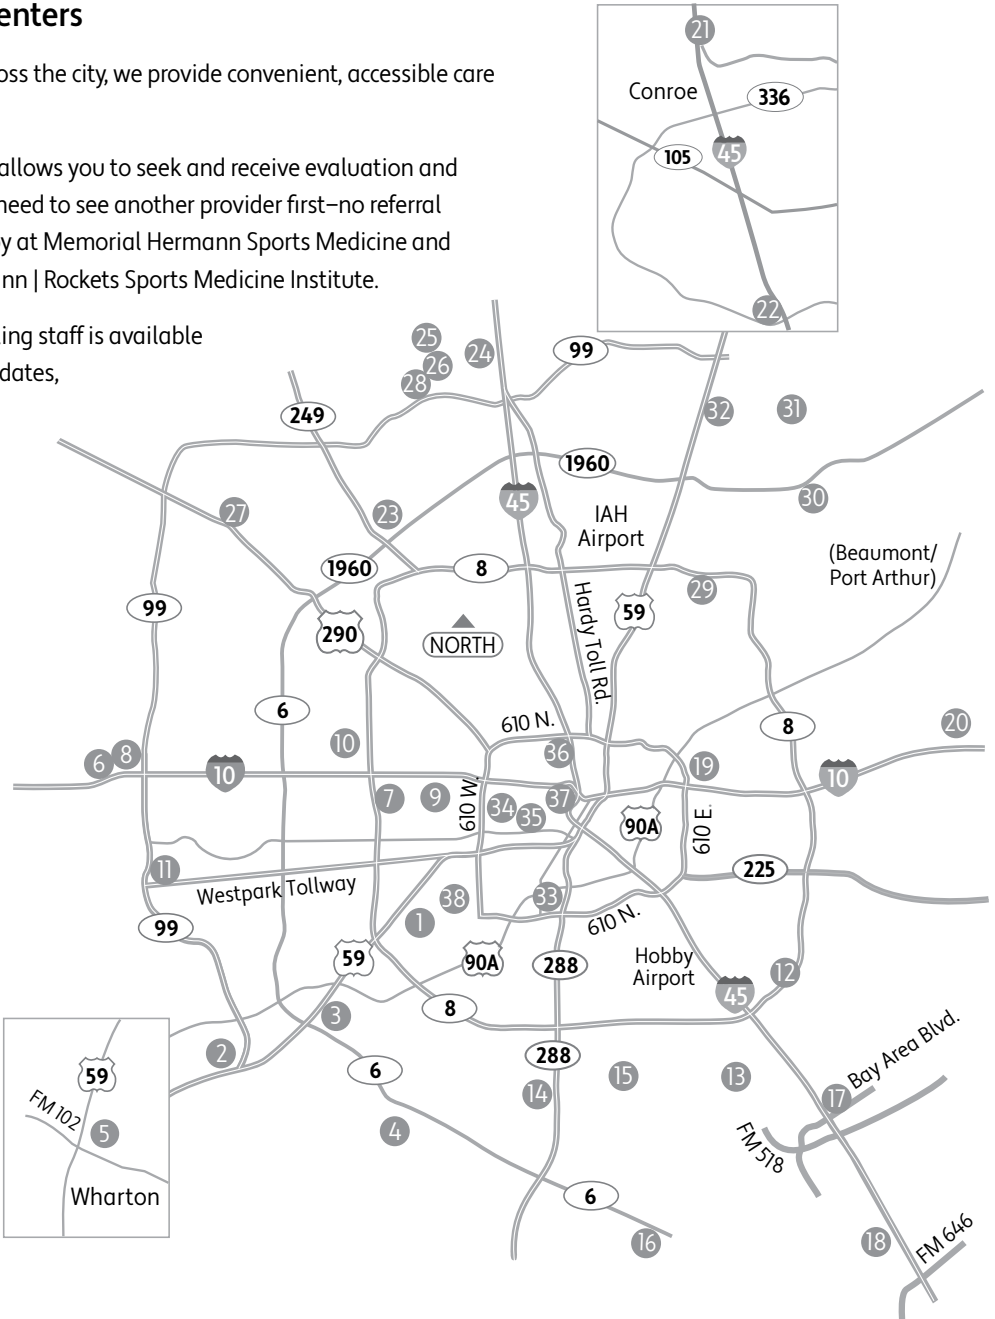 enters
oss the city, we provide convenient, accessible care
allows you to seek and receive evaluation and
need to see another provider first–no referral
y at Memorial Hermann Sports Medicine and
nn | Rockets Sports Medicine Institute.
ing staff is available
dates,
21
Conroe
336
105
45
22
25
24
99
26
28
249
32
31
1960
45
30
27
23
IAH
Airport
(Beaumont/
Port Arthur)
1960
8
29
99
Hardy Toll Rd.
59
290
NORTH
6
610 N.
8
20
10
36
6
8
10
19
10
7
9
610 W.
34
35
37
90A
610 E.
11
Westpark Tollway
225
38
33
1
610 N.
99
59
90A
288
Hobby
Airport
12
45
8
3
2
288
6
15
13
14
Bay Area Blvd.
17
59
FM 102
5
4
FM 518
Wharton
6
16
18
FM 646